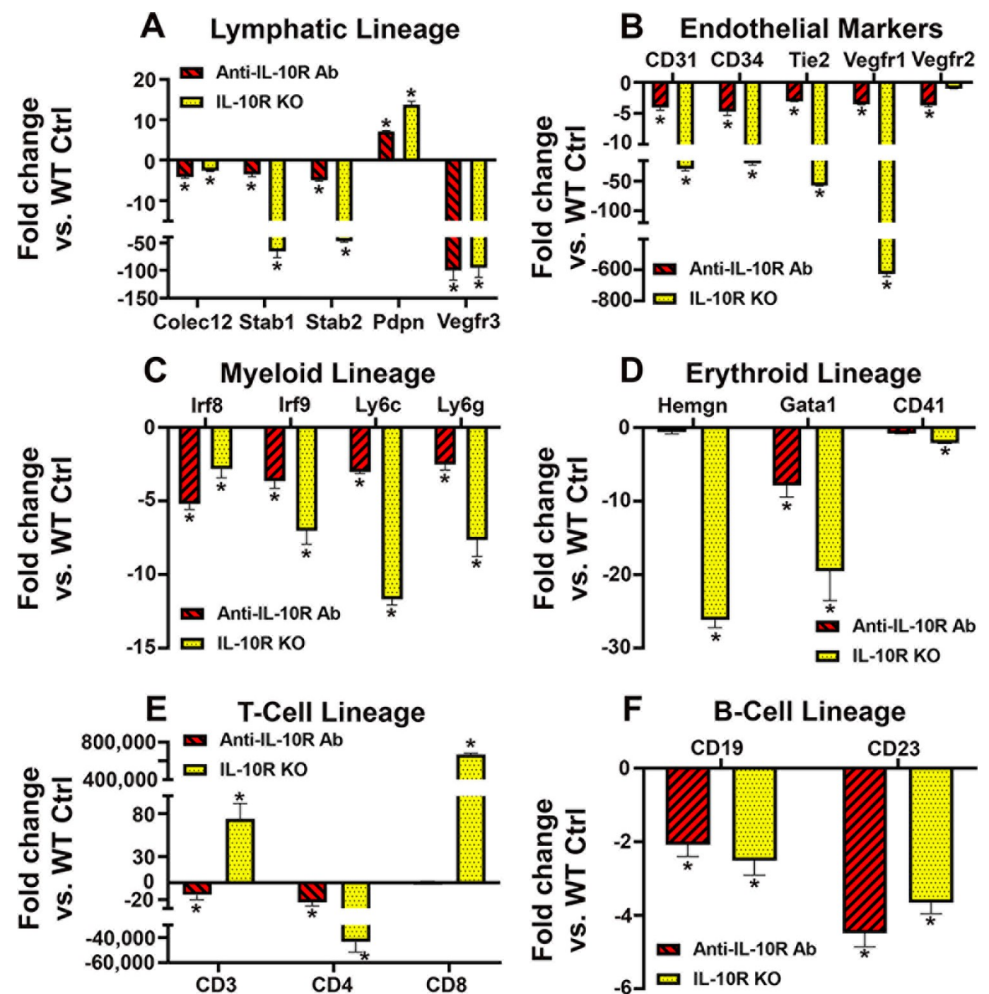 A Lymphatic Lineage
Anti-IL-10R Ab
IL-10R KO
Fold change
vs. WT Ctrl
20
10
0
-10
-50
-100
-150
* * * * * * * * * *
Colec12 Stab1 Stab2 Pdpn Vegfr3
B Endothelial Markers
CD31 CD34 Tie2 Vegfr1 Vegfr2
Fold change
vs. WT Ctrl
0
-5
-10
-50
-100
-600
-800
* * * * * * * * *
Anti-IL-10R Ab
IL-10R KO
C Myeloid Lineage
Irf8 Irf9 Ly6c Ly6g
Fold change
vs. WT Ctrl
0
-5
-10
-15
* * * * * * * *
Anti-IL-10R Ab
IL-10R KO
D Erythroid Lineage
Hemgn Gata1 CD41
Fold change
vs. WT Ctrl
0
-10
-20
-30
* * * *
Anti-IL-10R Ab
IL-10R KO
E T-Cell Lineage
Anti-IL-10R Ab
IL-10R KO
Fold change
vs. WT Ctrl
800,000
400,000
80
30
0
-20
-40,000
-60,000
* * * * *
CD3 CD4 CD8
F B-Cell Lineage
CD19 CD23
Fold change
vs. WT Ctrl
0
-2
-4
-6
* * * *
Anti-IL-10R Ab
IL-10R KO